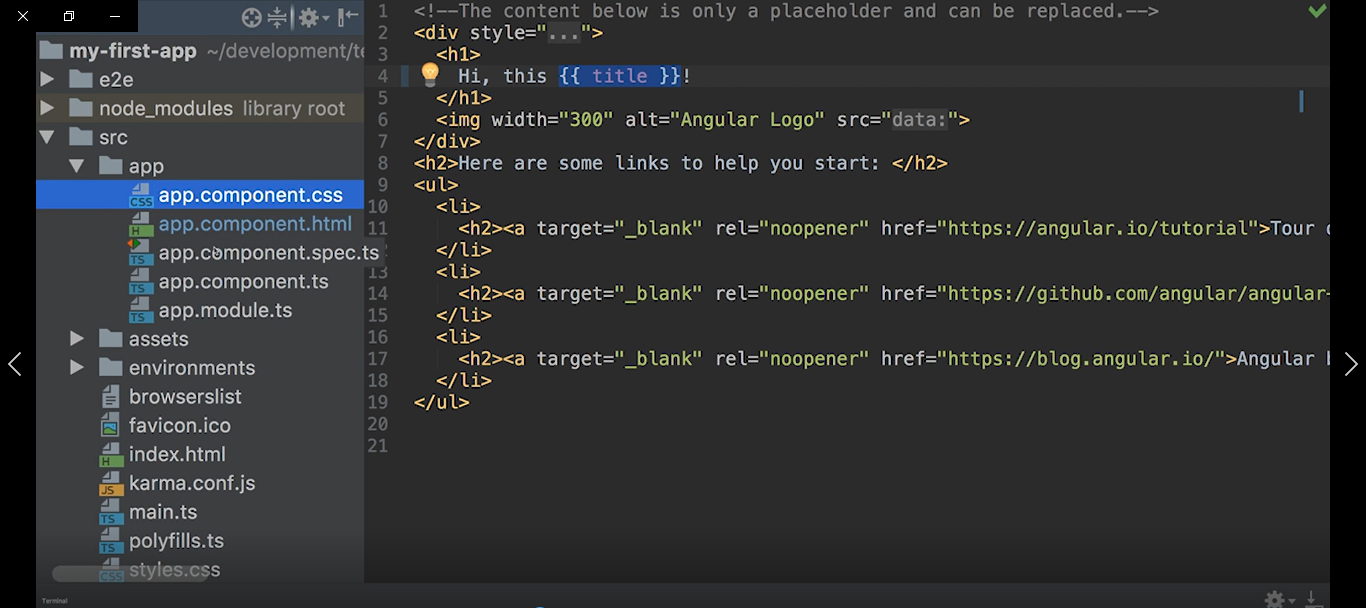 my-first-app ~/development/te
e2e
node_modules library root
src
app
app.component.css
app.component.html
app.component.spec.ts
app.component.ts
app.module.ts
assets
environments
browserslist
favicon.ico
index.html
karma.conf.js
main.ts
polyfills.ts
styles.css
Terminal
1 <!--The content below is only a placeholder and can be replaced.-->
2 <div style="...">
3 <h1>
4 Hi, this {{ title }}!
5 </h1>
6 <img width="300" alt="Angular Logo" src="data:">
7 </div>
8 <h2>Here are some links to help you start: </h2>
9 <ul>
10 <li>
11 <h2><a target="_blank" rel="noopener" href="https://angular.io/tutorial">Tour
</li>
13 <li>
14 <h2><a target="_blank" rel="noopener" href="https://github.com/angular/angular-
15 </li>
16 <li>
17 <h2><a target="_blank" rel="noopener" href="https://blog.angular.io/">Angular
18 </li>
19 </ul>
20
21